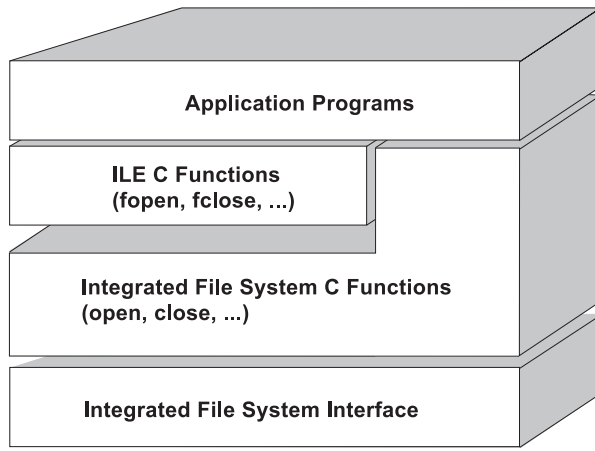 Application Programs
ILE C Functions
(fopen, fclose, ...)
Integrated File System C Functions
(open, close, ...)
Integrated File System Interface